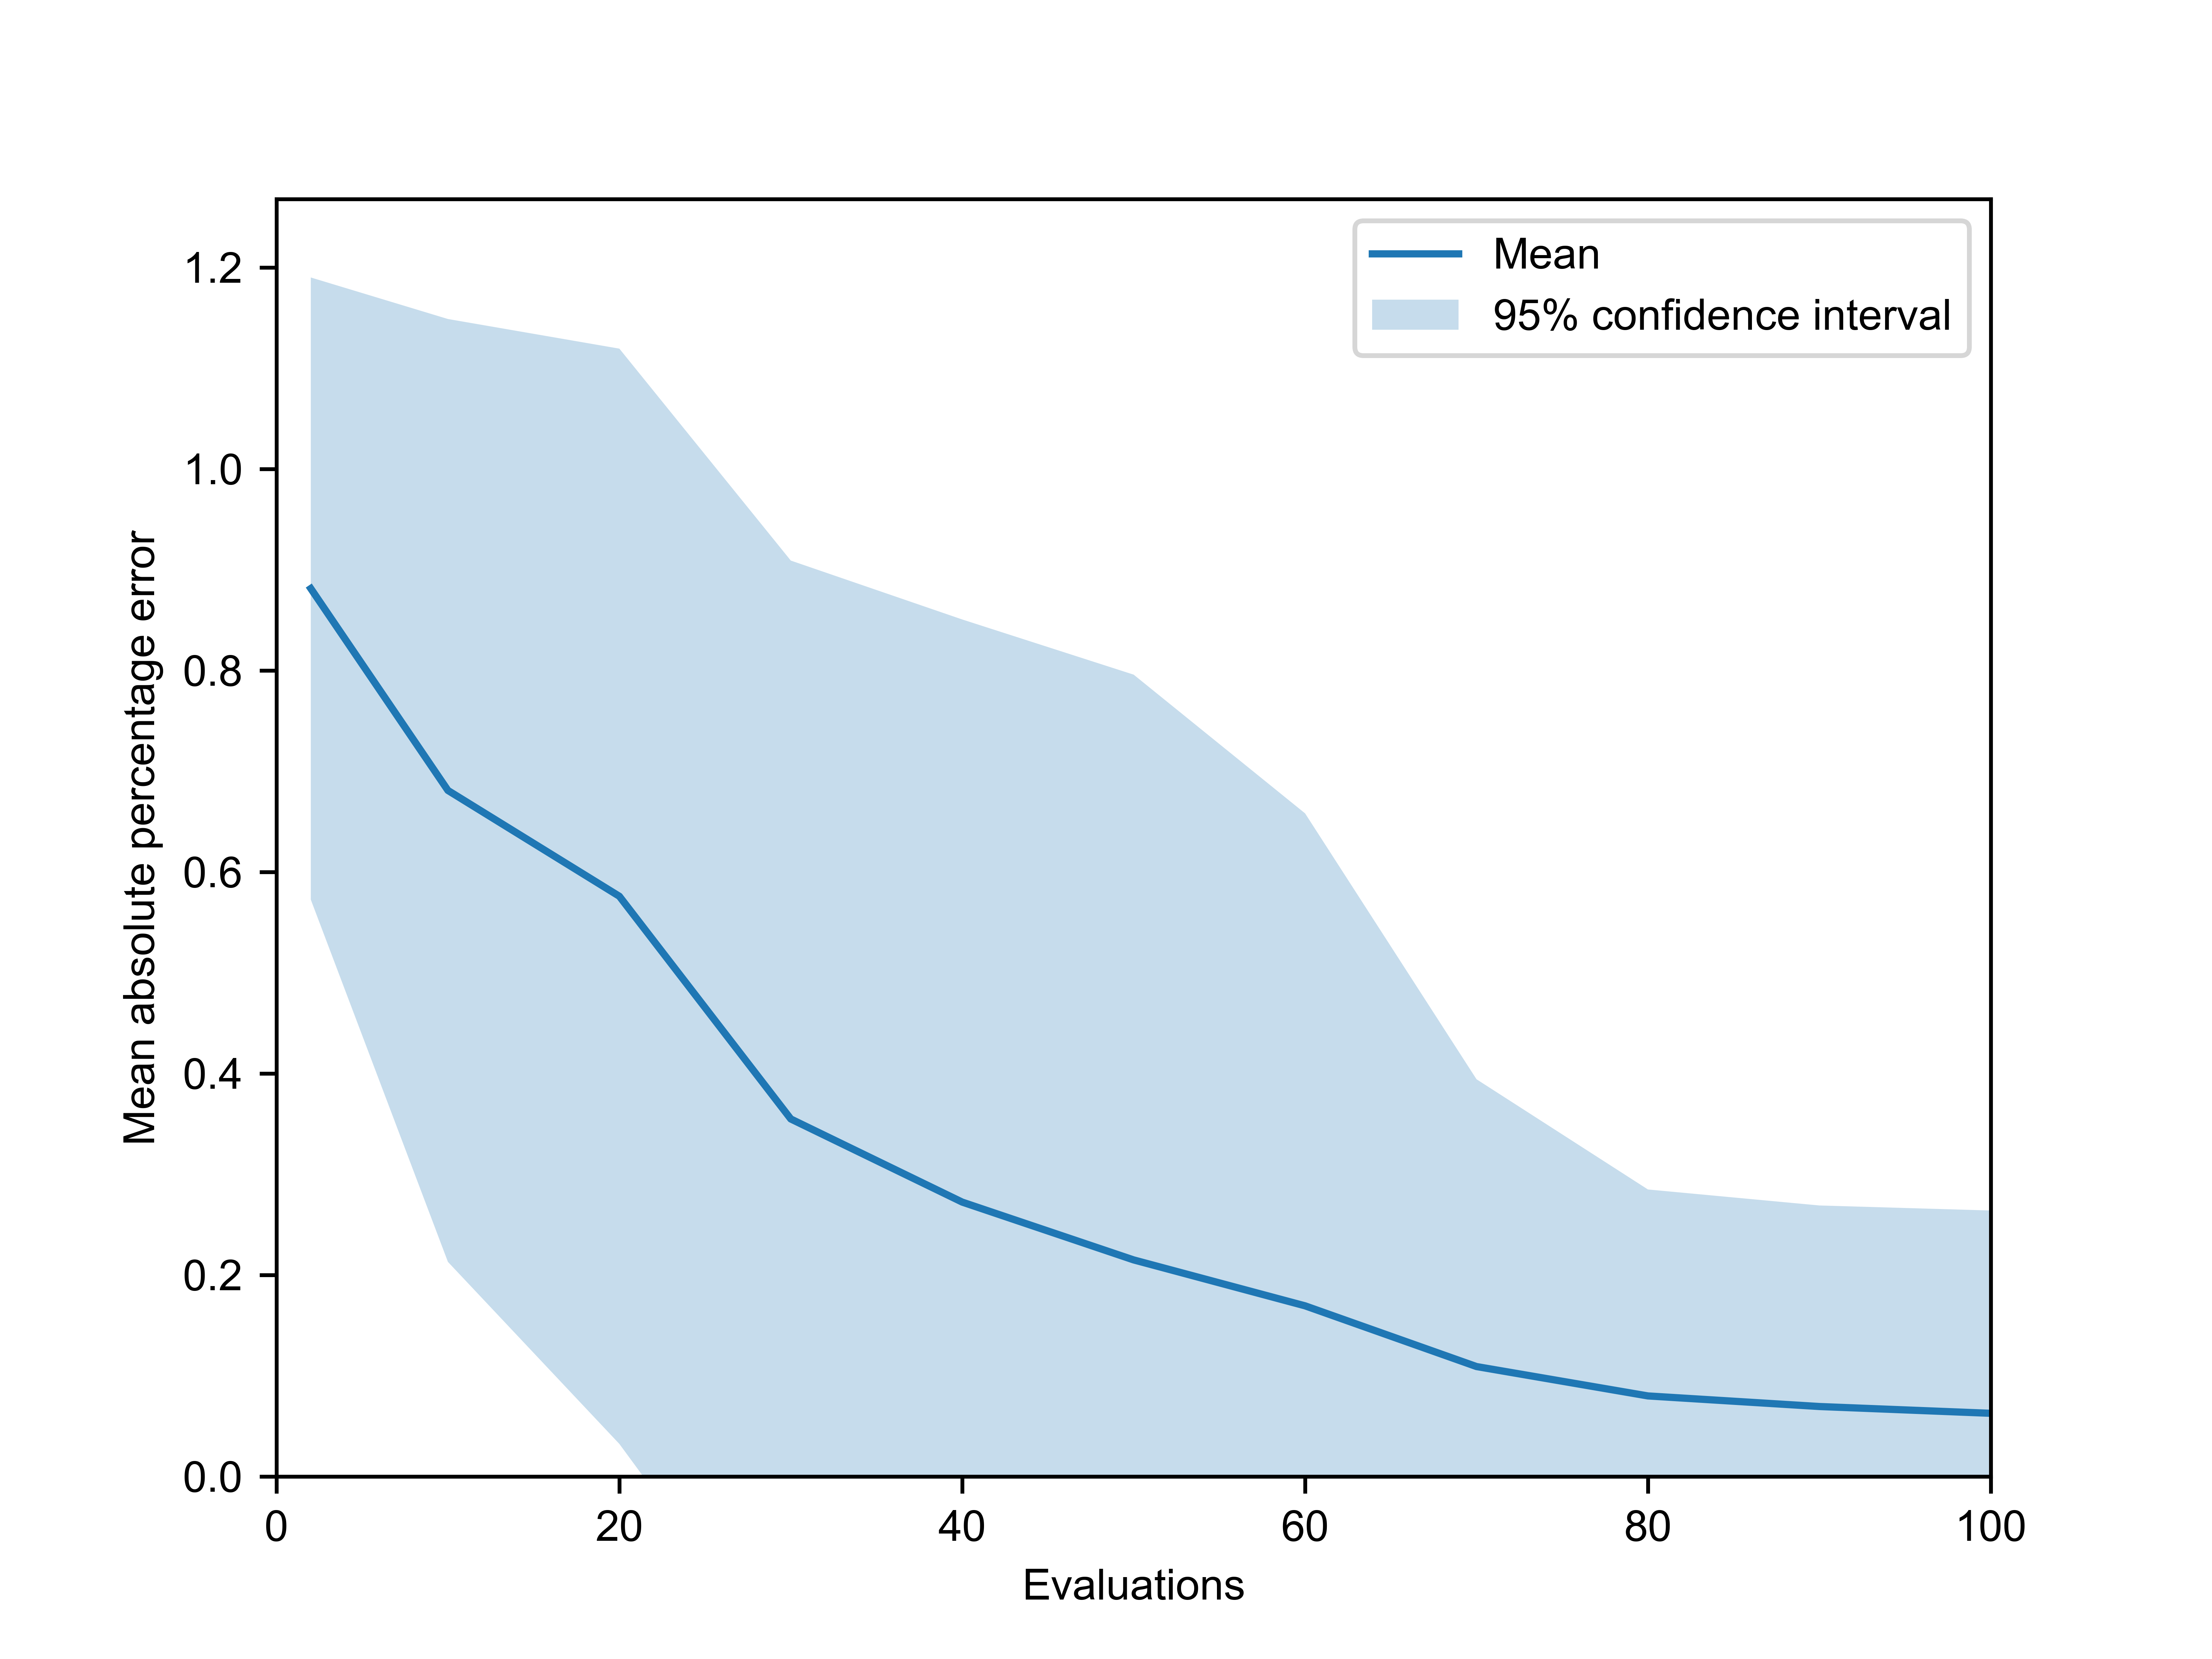 Mean
95% confidence interval
1.2
1.0
0.8
0.6
0.4
0.2
0.0
Mean absolute percentage error
0 20 40 60 80 100
Evaluations